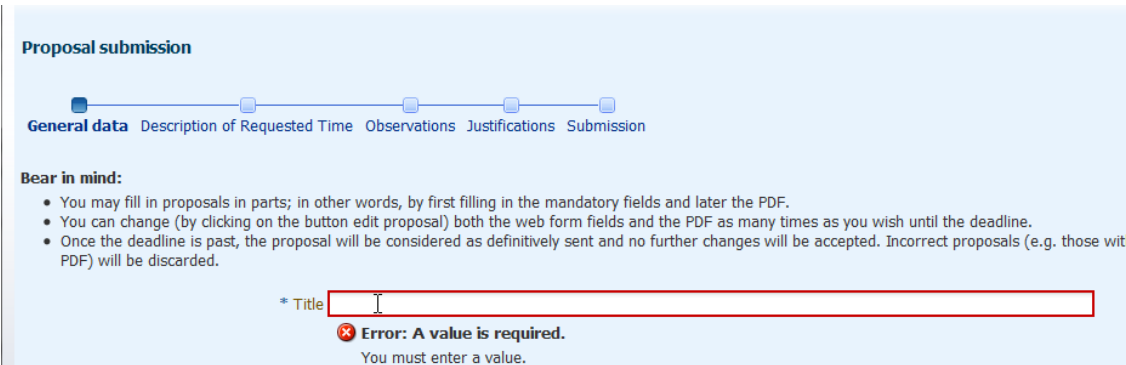 Proposal submission
General data Description of Requested Time Observations Justifications Submission
Bear in mind:
• You may fill in proposals in parts; in other words, by first filling in the mandatory fields and later the PDF.
• You can change (by clicking on the button edit proposal) both the web form fields and the PDF as many times as you wish until the deadline.
• Once the deadline is past, the proposal will be considered as definitively sent and no further changes will be accepted. Incorrect proposals (e.g. those
PDF) will be discarded.
* Title
Error: A value is required.
You must enter a value.